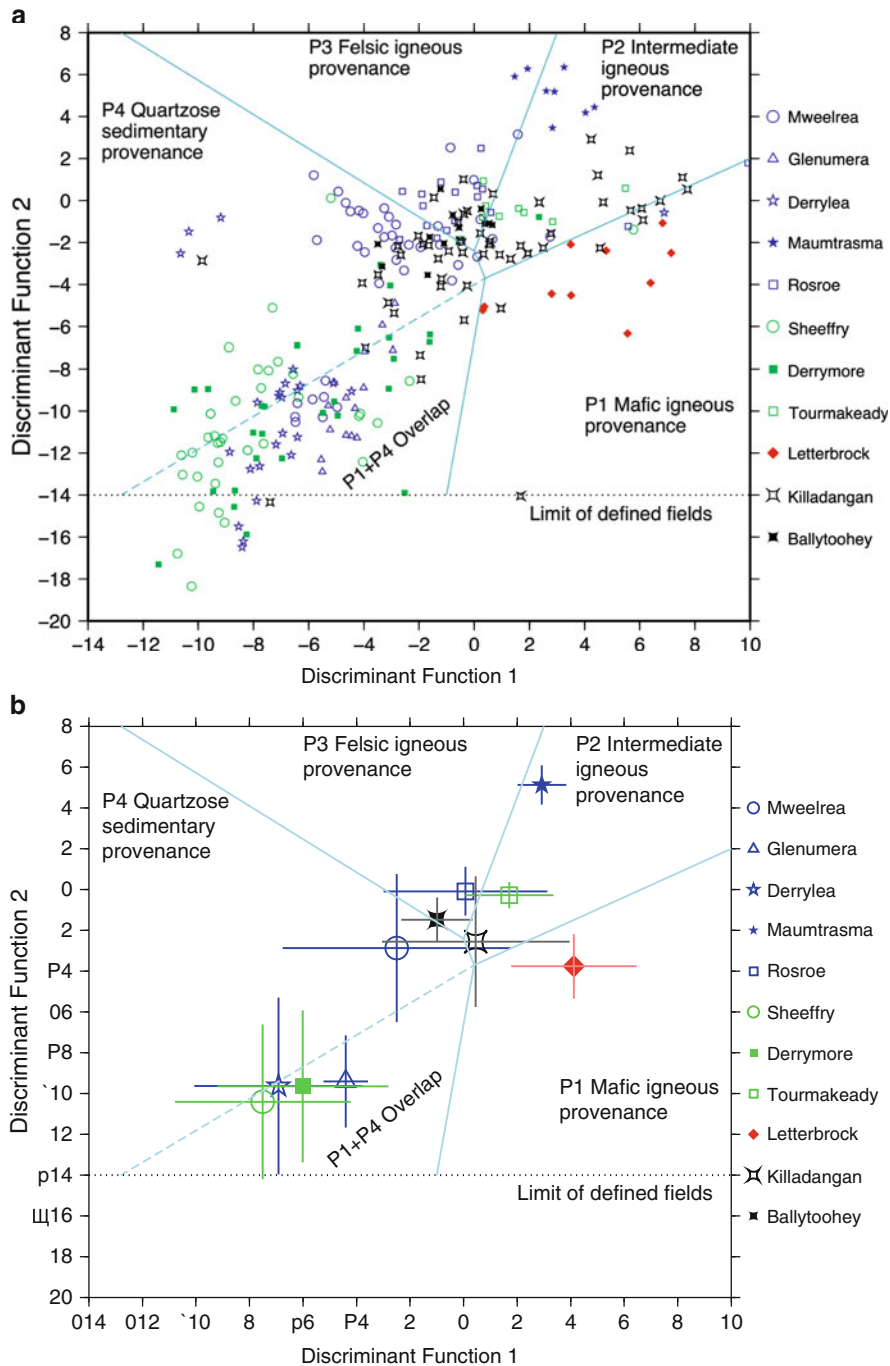 a
8
6
4
2
0
−2
−4
−6
−8
−10
−12
−14
−16
−18
−20
Discriminant Function 2
P3 Felsic igneous
provenance
P2 Intermediate
igneous
provenance
P4 Quartzose
sedimentary
provenance
P1+P4 Overlap
P1 Mafic igneous
provenance
Limit of defined fields
−14 −12 −10 −8 −6 −4 −2 0 2 4 6 8 10
Discriminant Function 1
Mweelrea
Glenumera
Derrylea
Maumtrasma
Rosroe
Sheeffry
Derrymore
Tourmakeady
Letterbrock
Killadangan
Ballytoohey
b
8
6
4
2
0
2
P4
06
P8
`10
12
p14
Щ16
18
20
Discriminant Function 2
P3 Felsic igneous
provenance
P2 Intermediate
igneous
provenance
P4 Quartzose
sedimentary
provenance
P1+P4 Overlap
P1 Mafic igneous
provenance
Limit of defined fields
014 012 `10 8 p6 P4 2 0 2 4 6 8 10
Discriminant Function 1
Mweelrea
Glenumera
Derrylea
Maumtrasma
Rosroe
Sheeffry
Derrymore
Tourmakeady
Letterbrock
Killadangan
Ballytoohey